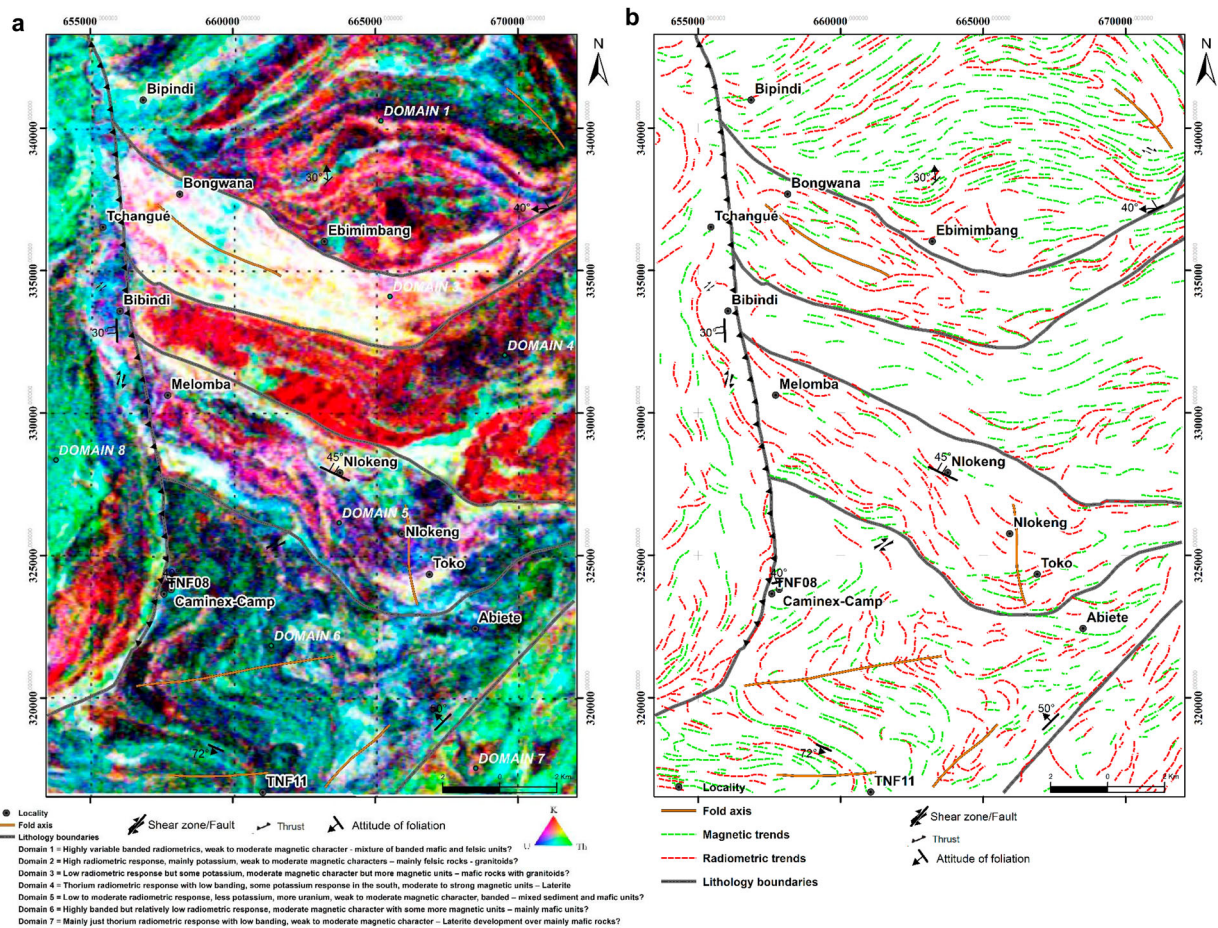 a
655000
660000
665000
670000
N
340000
335000
330000
325000
320000
Bipindi
DOMAIN 1
30°
Bongwana
40°
Tchangué
Ebimimbang
DOMAIN 3
Bibindi
30°
DOMAIN 4
Melomba
45°
Nlokeng
DOMAIN 8
DOMAIN 5
Nlokeng
Toko
TNF08
Caminex-Camp
Abiete
DOMAIN 6
50°
72°
DOMAIN 7
TNF11
2 0 2 Km
Locality
Fold axis
Lithology boundaries
Shear zone/Fault
Thrust
Attitude of foliation
K
U
Th
Domain 1 = Highly variable banded radiometrics, weak to moderate magnetic character - mixture of banded mafic and felsic units?
Domain 2 = High radiometric response, mainly potassium, weak to moderate magnetic characters – mainly felsic rocks - granitoids?
Domain 3 = Low radiometric response but some potassium, moderate magnetic character but more magnetic units – mafic rocks with granitoids?
Domain 4 = Thorium radiometric response with low banding, some potassium response in the south, moderate to strong magnetic units – Laterite
Domain 5 = Low to moderate radiometric response, less potassium, more uranium, weak to moderate magnetic character, banded – mixed sediment and mafic units?
Domain 6 = Highly banded but relatively low radiometric response, moderate magnetic character with some more magnetic units – mainly mafic units?
Domain 7 = Mainly just thorium radiometric response with low banding, weak to moderate magnetic character – Laterite development over mainly mafic rocks?
b
655000
660000
665000
670000
N
340000
335000
330000
325000
320000
Bipindi
30°
Bongwana
40°
Tchangué
Ebimimbang
Bibindi
30°
Melomba
45°
Nlokeng
Nlokeng
Toko
40°
TNF08
Caminex-Camp
Abiete
50°
72°
TNF11
2 0 2 Km
Locality
Fold axis
Magnetic trends
Radiometric trends
Lithology boundaries
Shear zone/Fault
Thrust
Attitude of foliation